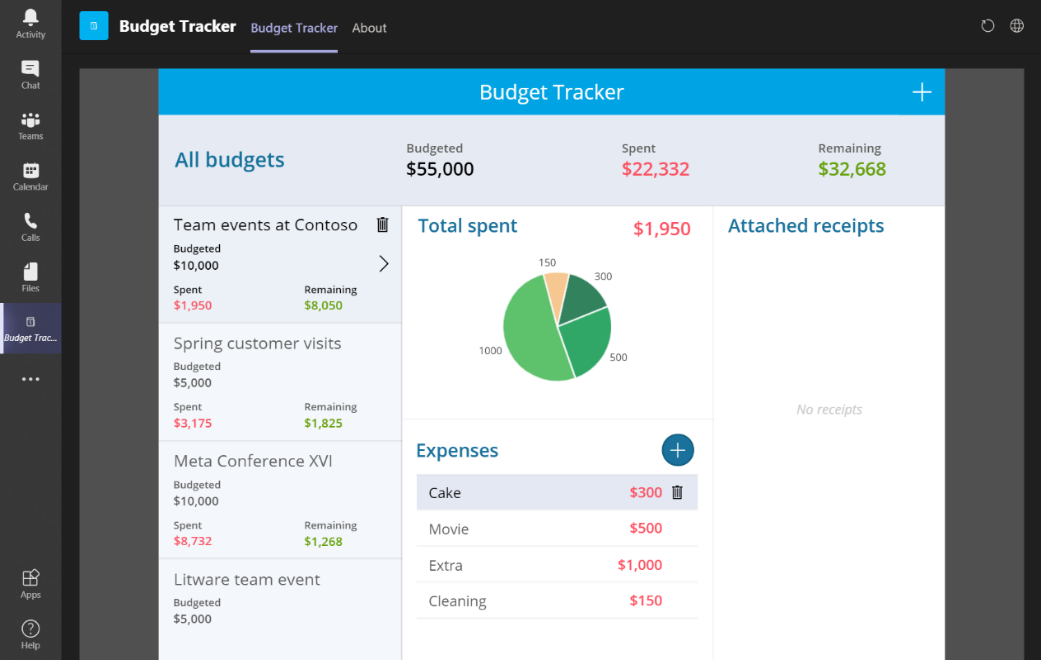 Activity
Chat
Teams
Calendar
Calls
Files
Budget Trac...
Apps
Help
Budget Tracker
Budget Tracker
About
Budget Tracker
All budgets
Budgeted
$55,000
Spent
$22,332
Remaining
$32,668
Team events at Contoso
Budgeted
$10,000
Spent Remaining
$1,950 $8,050
Spring customer visits
Budgeted
$5,000
Spent Remaining
$3,175 $1,825
Meta Conference XVI
Budgeted
$10,000
Spent Remaining
$8,732 $1,268
Litware team event
Budgeted
$5,000
Total spent $1,950
150
300
1000
500
Expenses
Cake $300
Movie $500
Extra $1,000
Cleaning $150
Attached receipts
No receipts